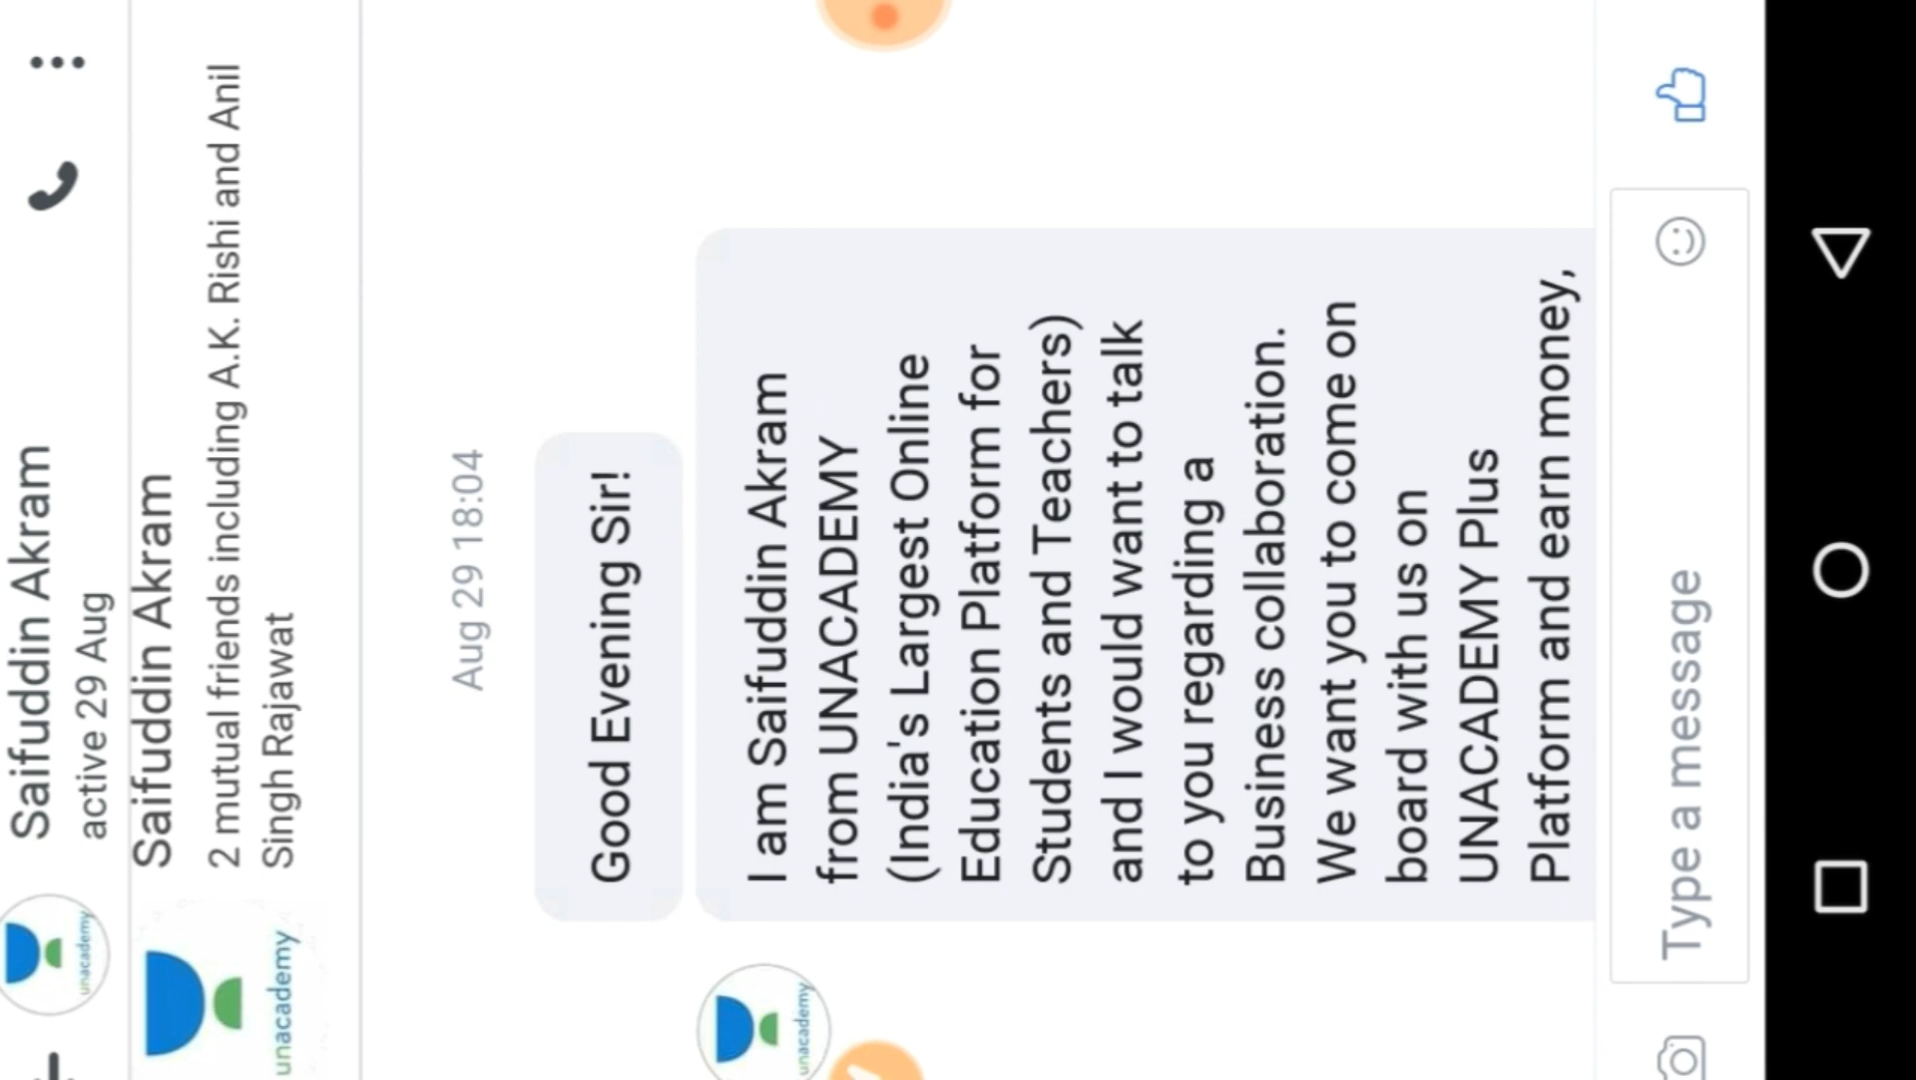 Saifuddin Akram
active 29 Aug
unacademy
Saifuddin Akram
2 mutual friends including A.K. Rishi and Anil
Singh Rajawat
unacademy
Aug 29 18:04
Good Evening Sir!
I am Saifuddin Akram
from UNACADEMY
(India's Largest Online
Education Platform for
Students and Teachers)
and I would want to talk
to you regarding a
Business collaboration.
We want you to come on
board with us on
UNACADEMY Plus
Platform and earn money,
unacademy
Type a message